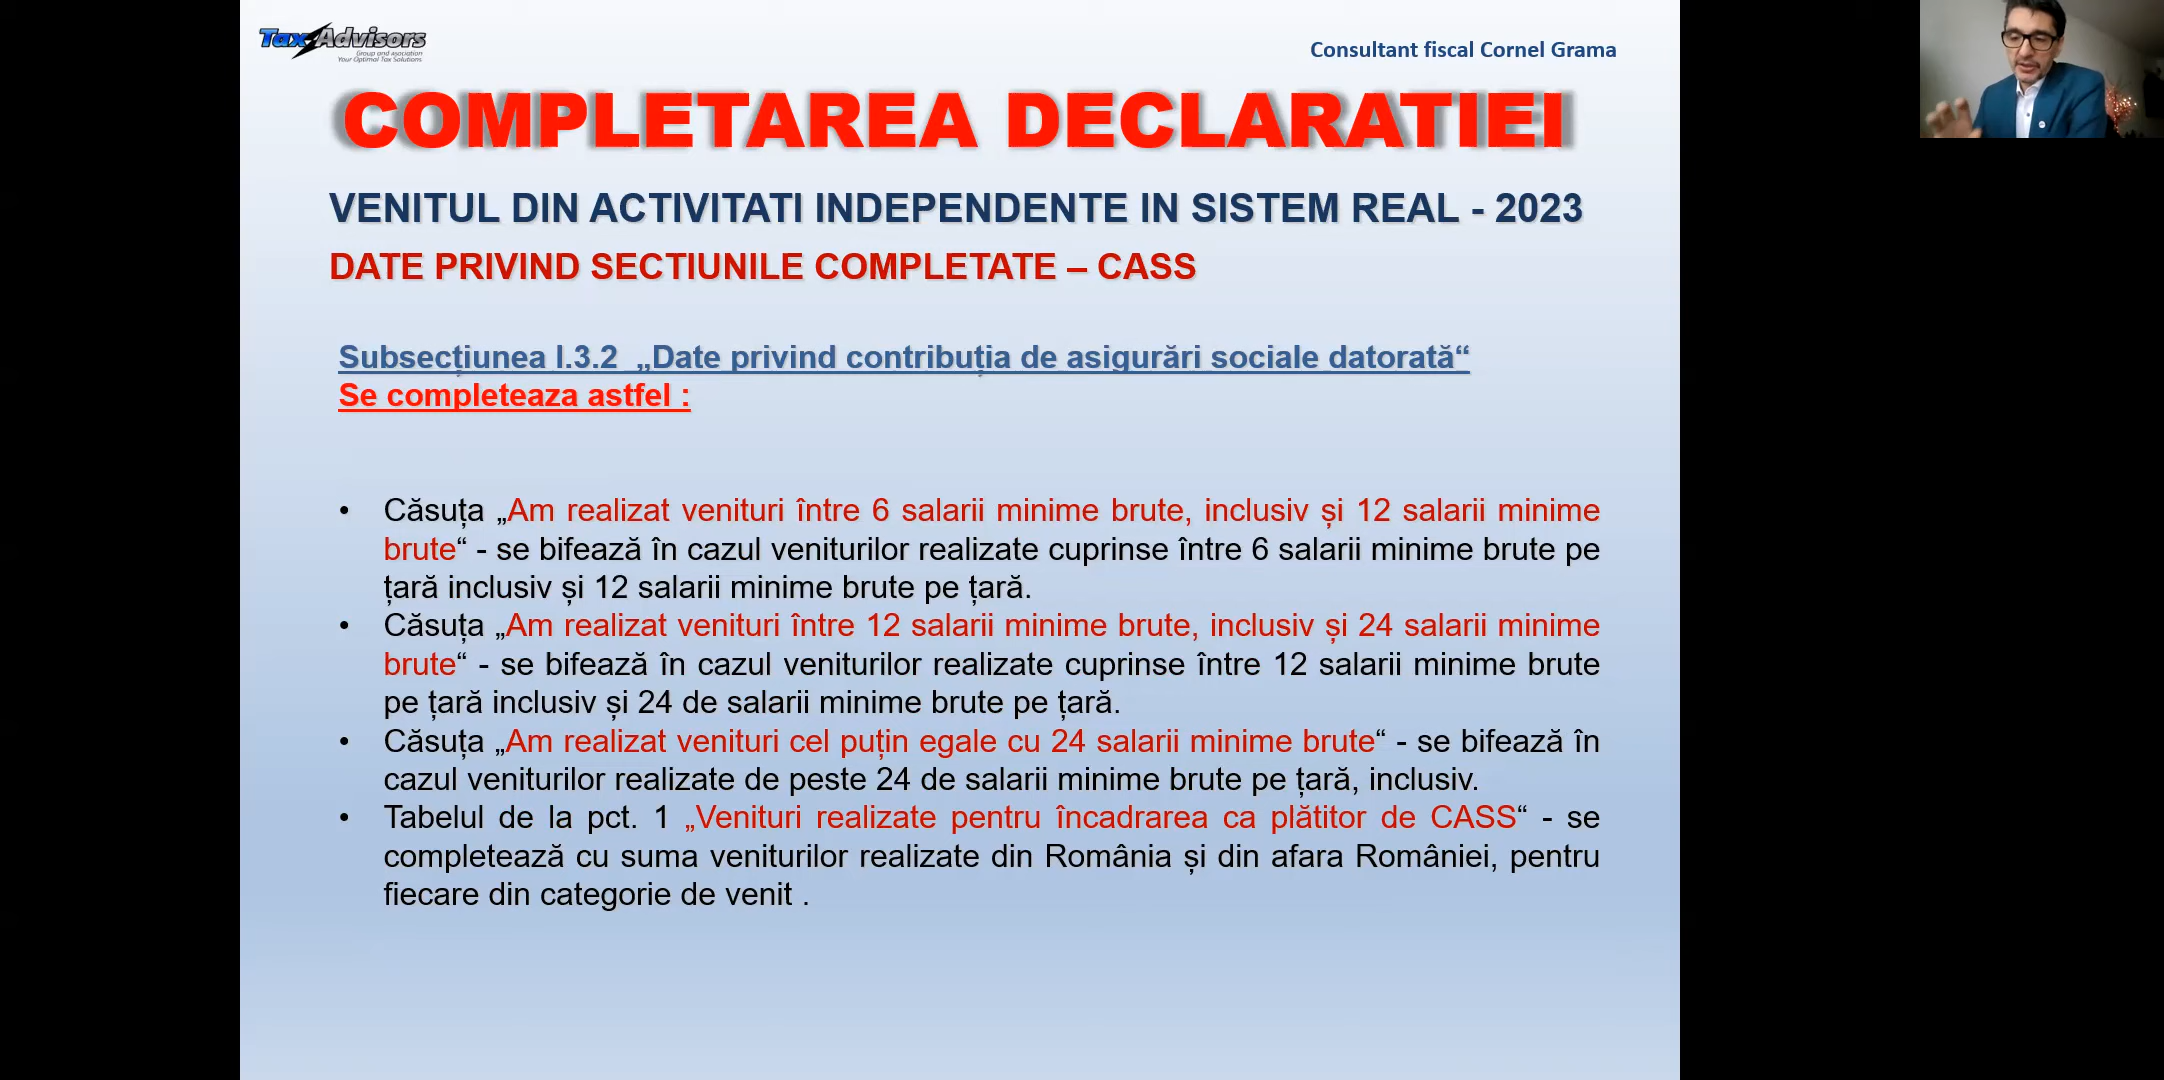 Tax Advisors
Group and Asociation
Your Optimal Tax Solutions
Consultant fiscal Cornel Grama
COMPLETAREA DECLARATIEI
VENITUL DIN ACTIVITATI INDEPENDENTE IN SISTEM REAL - 2023
DATE PRIVIND SECTIUNILE COMPLETATE – CASS
Subsecțiunea I.3.2 „Date privind contribuția de asigurări sociale datorată“
Se completeaza astfel :
• Căsuța „Am realizat venituri între 6 salarii minime brute, inclusiv și 12 salarii minime
brute“ - se bifează în cazul veniturilor realizate cuprinse între 6 salarii minime brute pe
țară inclusiv și 12 salarii minime brute pe țară.
• Căsuța „Am realizat venituri între 12 salarii minime brute, inclusiv și 24 salarii minime
brute“ - se bifează în cazul veniturilor realizate cuprinse între 12 salarii minime brute
pe țară inclusiv și 24 de salarii minime brute pe țară.
• Căsuța „Am realizat venituri cel puțin egale cu 24 salarii minime brute“ - se bifează în
cazul veniturilor realizate de peste 24 de salarii minime brute pe țară, inclusiv.
• Tabelul de la pct. 1 „Venituri realizate pentru încadrarea ca plătitor de CASS“ - se
completează cu suma veniturilor realizate din România și din afara României, pentru
fiecare din categorie de venit .